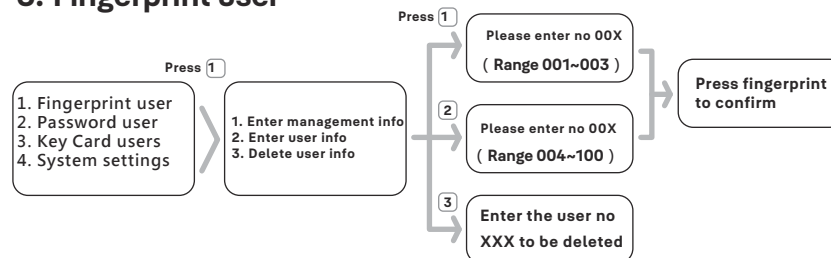 Fingerprint user
Press 1
1. Fingerprint user
2. Password user
3. Key Card users
4. System settings
1. Enter management info
2. Enter user info
3. Delete user info
Press 1
Please enter no 00X
( Range 001~003 )
2
Please enter no 00X
( Range 004~100 )
3
Enter the user no
XXX to be deleted
Press fingerprint
to confirm